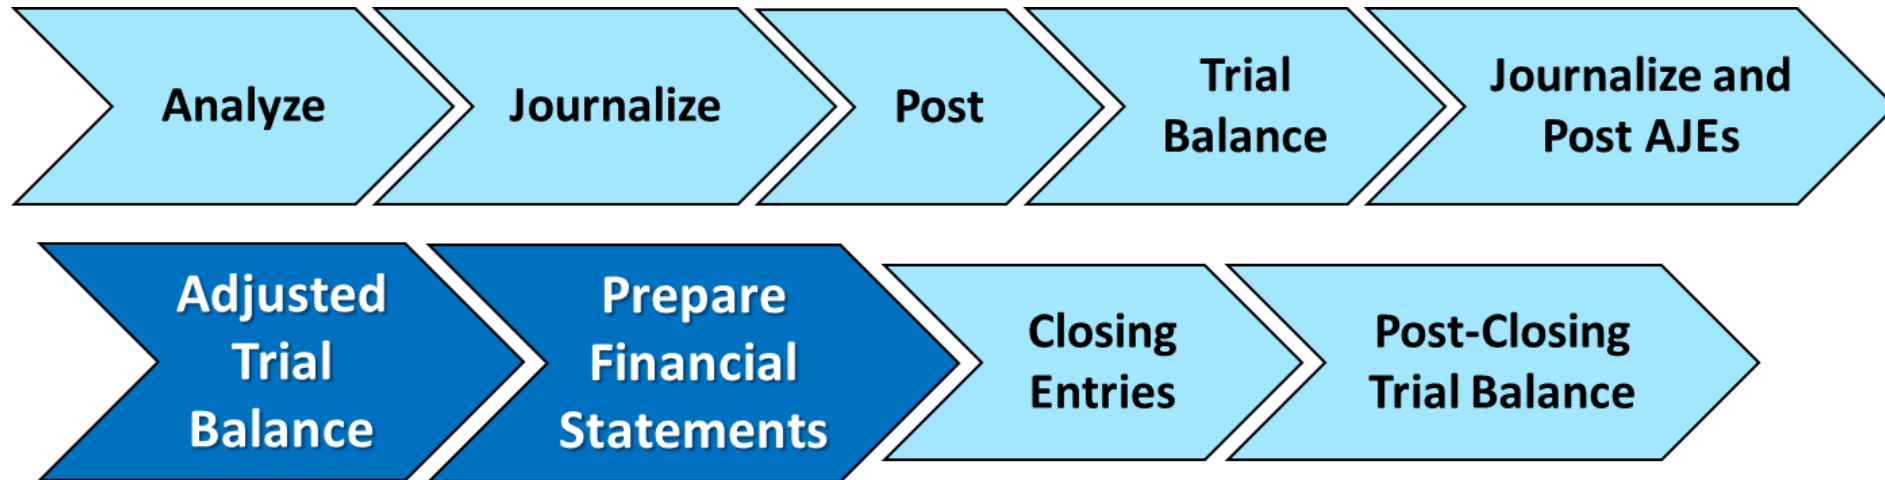 Analyze
Journalize
Post
Trial
Balance
Journalize and
Post AJEs
Adjusted
Trial
Balance
Prepare
Financial
Statements
Closing
Entries
Post-Closing
Trial Balance